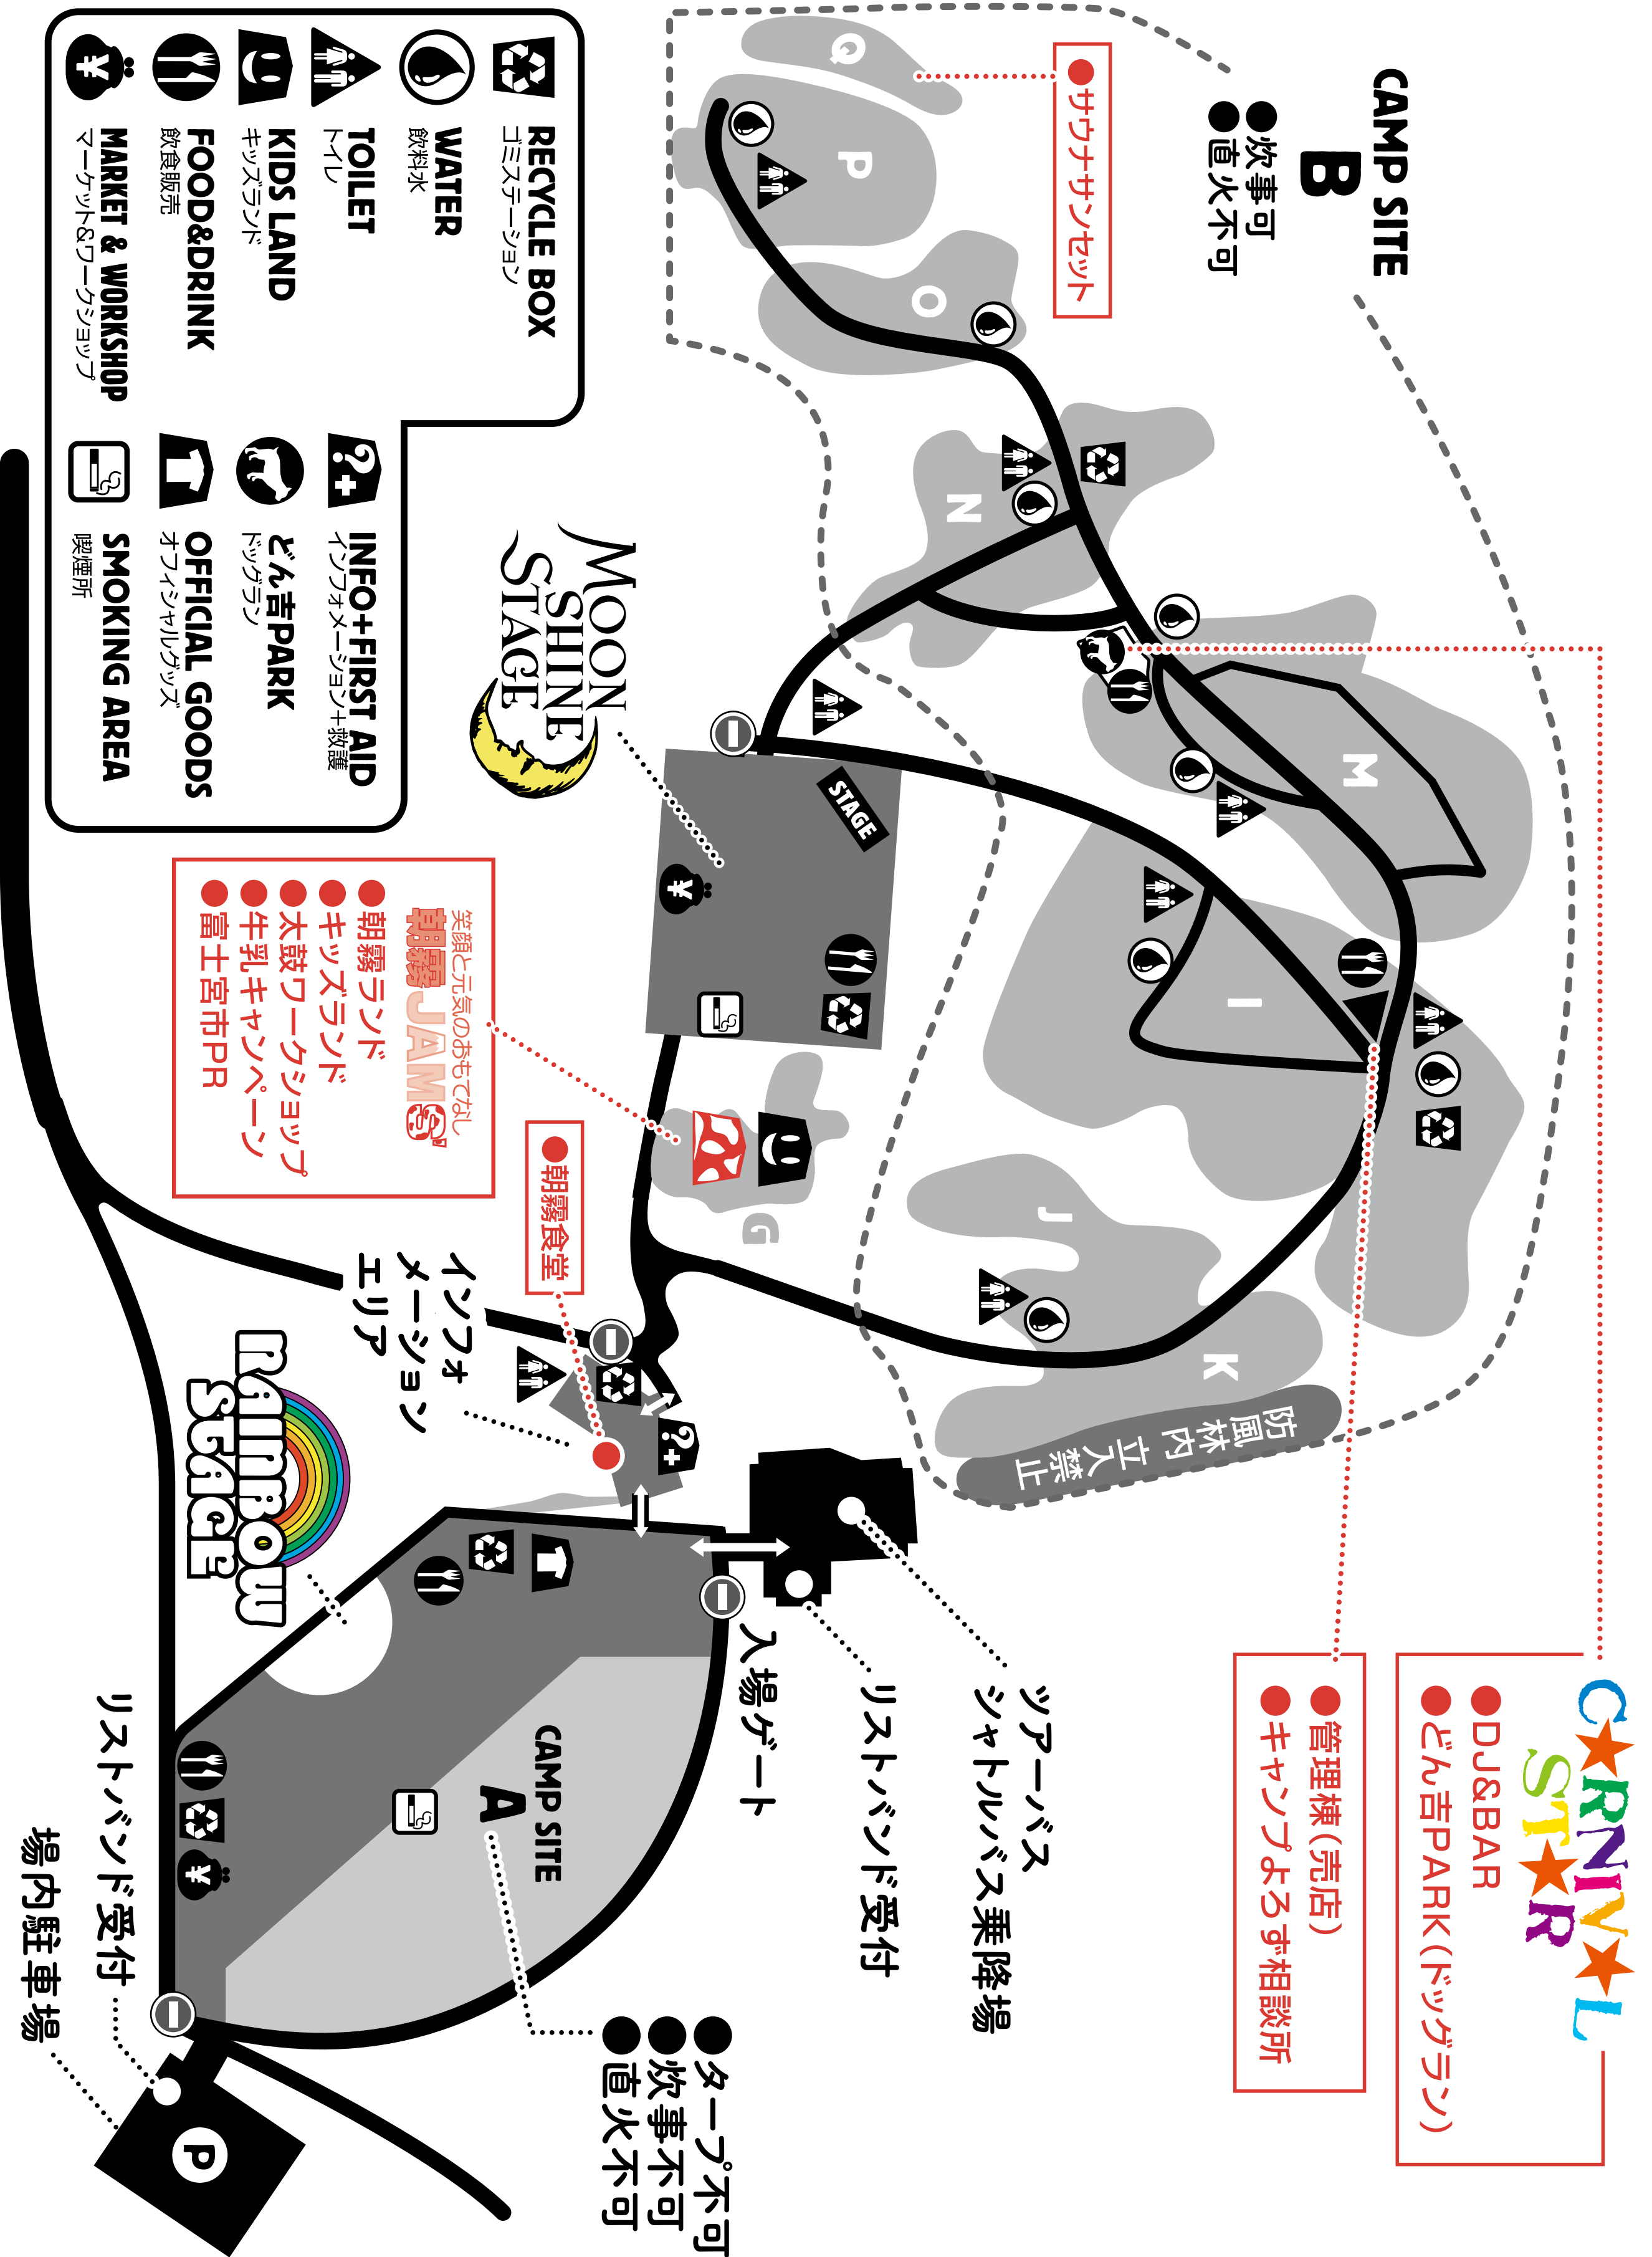 CAMP SITE
B
●炊事可
●直火不可
●サウナサンセット
Q
P
O
N
M
I
J
K
G
防風林内 立入禁止
CARNIVAL
STAR
●DJ&BAR
●どん吉PARK(ドッグラン)
●管理棟(売店)
●キャンプよろず相談所
ツアーバス
シャトルバス乗降場
リストバンド受付
入場ゲート
STAGE
MOON
SHINE
STAGE
RECYCLE BOX
ゴミステーション
WATER
飲料水
TOILET
トイレ
KIDS LAND
キッズランド
FOOD&DRINK
飲食販売
MARKET & WORKSHOP
マーケット&ワークショップ
INFO+FIRST AID
インフォメーション+救護
どん吉PARK
ドッグラン
OFFICIAL GOODS
オフィシャルグッズ
SMOKING AREA
喫煙所
笑顔と元気のおもてなし
朝霧JAMS'
●朝霧ランド
●キッズランド
●太鼓ワークショップ
●牛乳キャンペーン
●富士宮市PR
●朝霧食堂
インフォ
メーション
エリア
RAINBOW
STAGE
CAMP SITE
A
●タープ不可
●炊事不可
●直火不可
リストバンド受付
場内駐車場
P